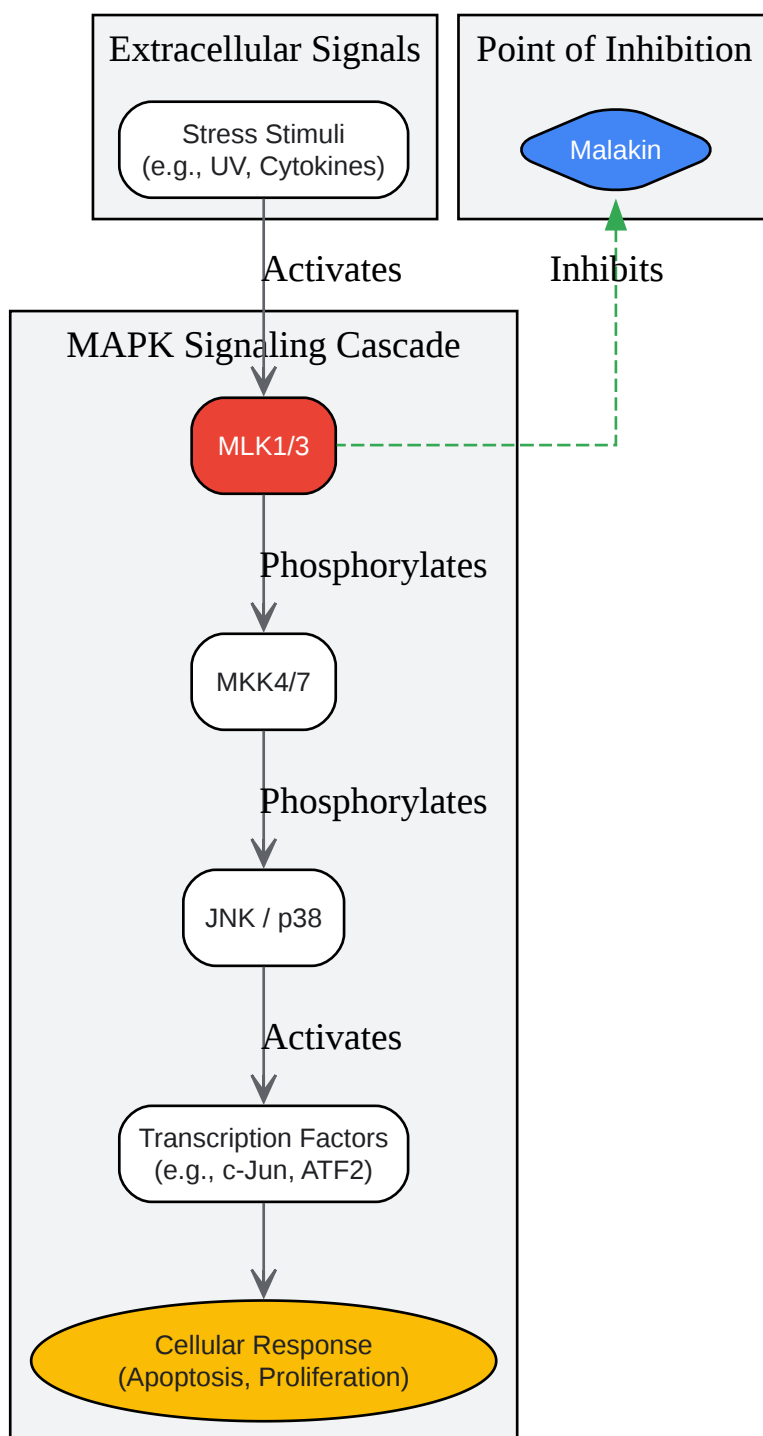 Extracellular Signals
Point of Inhibition
Stress Stimuli
(e.g., UV, Cytokines)
Malakin
Activates
Inhibits
MAPK Signaling Cascade
MLK1/3
Phosphorylates
MKK4/7
Phosphorylates
JNK / p38
Activates
Transcription Factors
(e.g., c-Jun, ATF2)
Cellular Response
(Apoptosis, Proliferation)